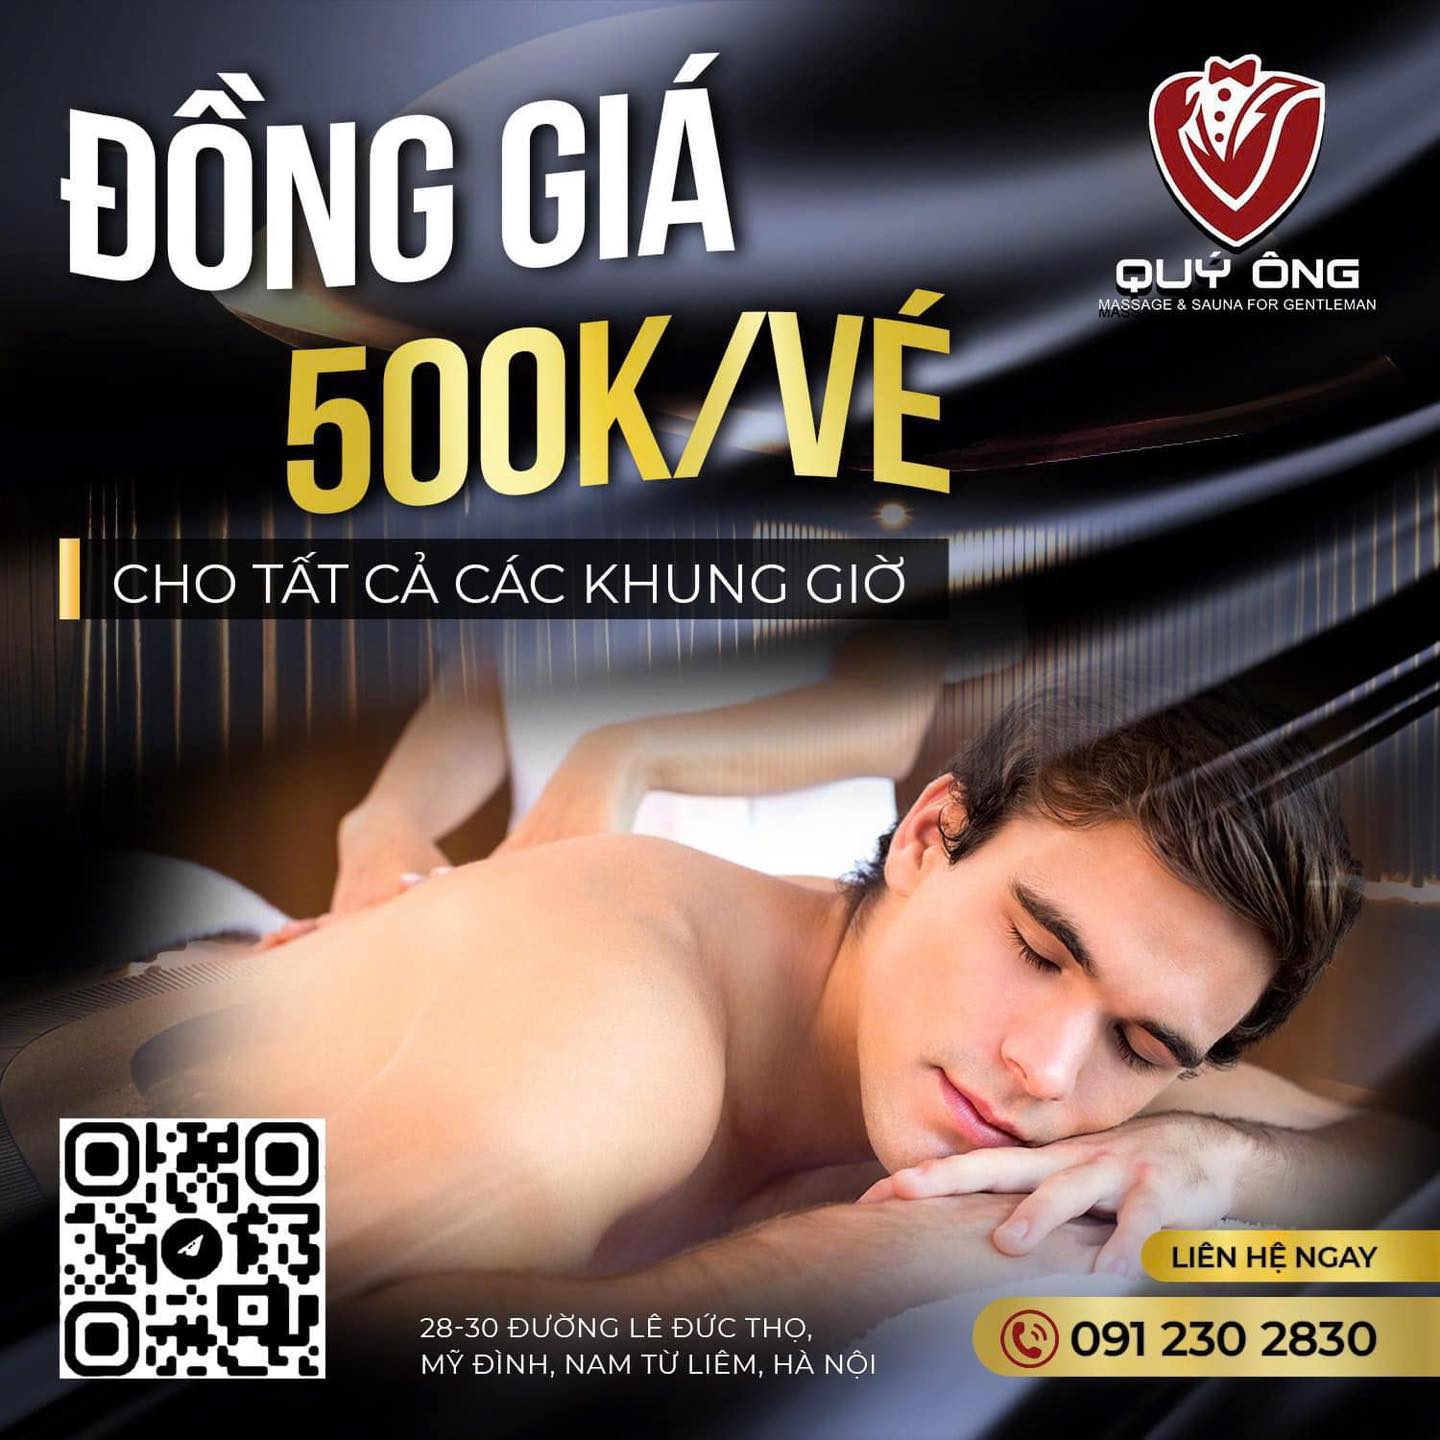 ĐỒNG GIÁ
500K/VÉ
CHO TẤT CẢ CÁC KHUNG GIỜ
QUÝ ÔNG
MASSAGE & SAUNA FOR GENTLEMAN
28-30 ĐƯỜNG LÊ ĐỨC THỌ,
MỸ ĐÌNH, NAM TỪ LIÊM, HÀ NỘI
LIÊN HỆ NGAY
091 230 2830